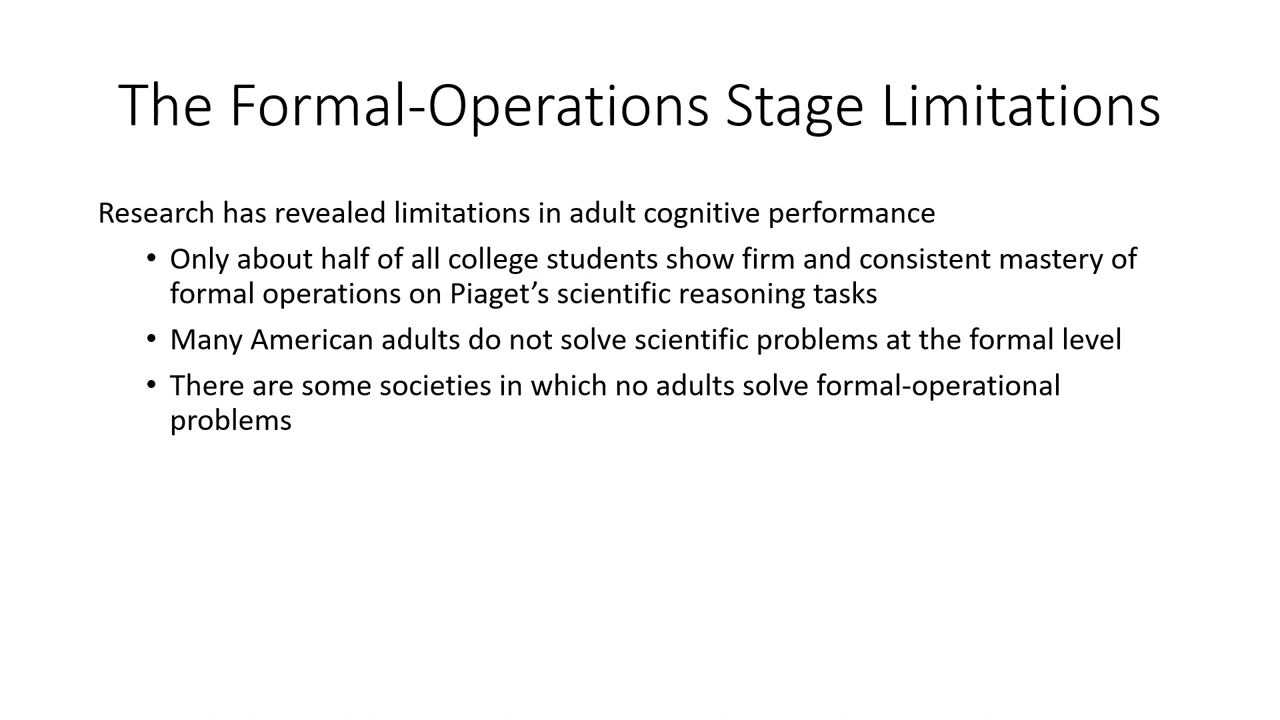 The Formal-Operations Stage Limitations
Research has revealed limitations in adult cognitive performance
• Only about half of all college students show firm and consistent mastery of
formal operations on Piaget’s scientific reasoning tasks
• Many American adults do not solve scientific problems at the formal level
• There are some societies in which no adults solve formal-operational
problems